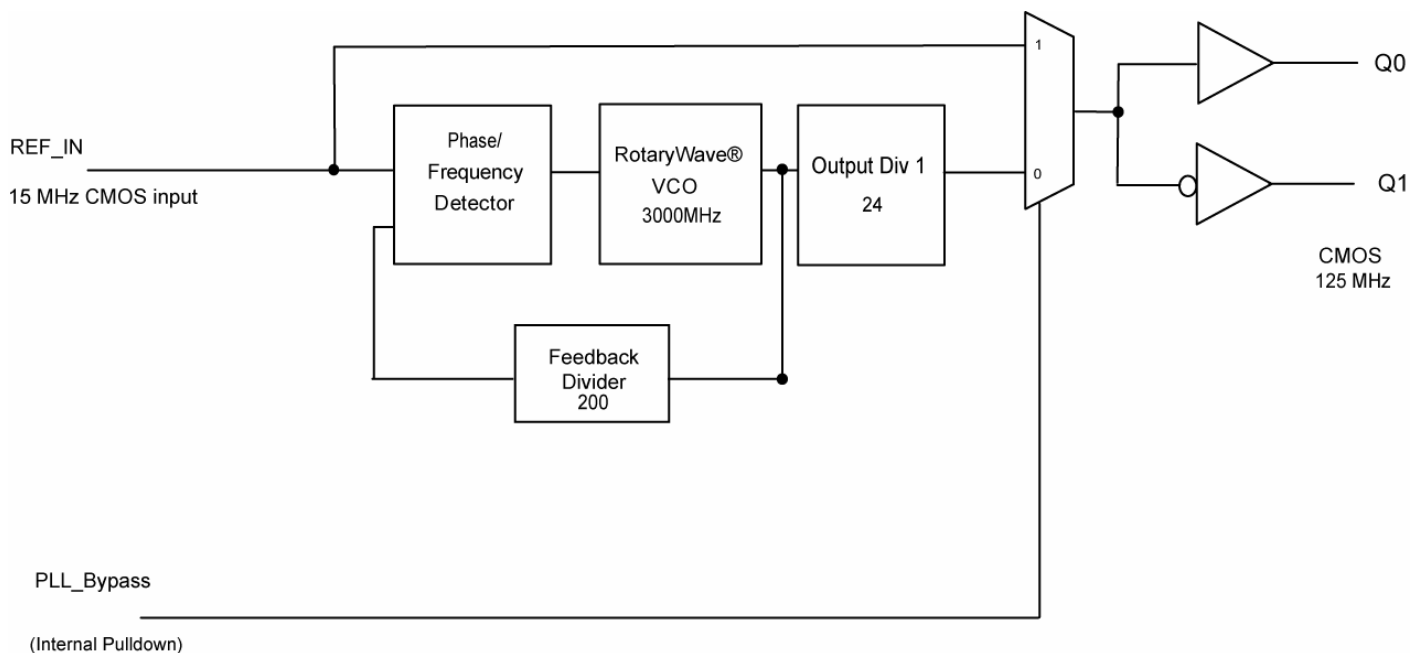 REF_IN
15 MHz CMOS input
Phase/
Frequency
Detector
RotaryWave®
VCO
3000MHz
Output Div 1
24
Feedback
Divider
200
1
0
Q0
Q1
CMOS
125 MHz
PLL_Bypass
(Internal Pulldown)